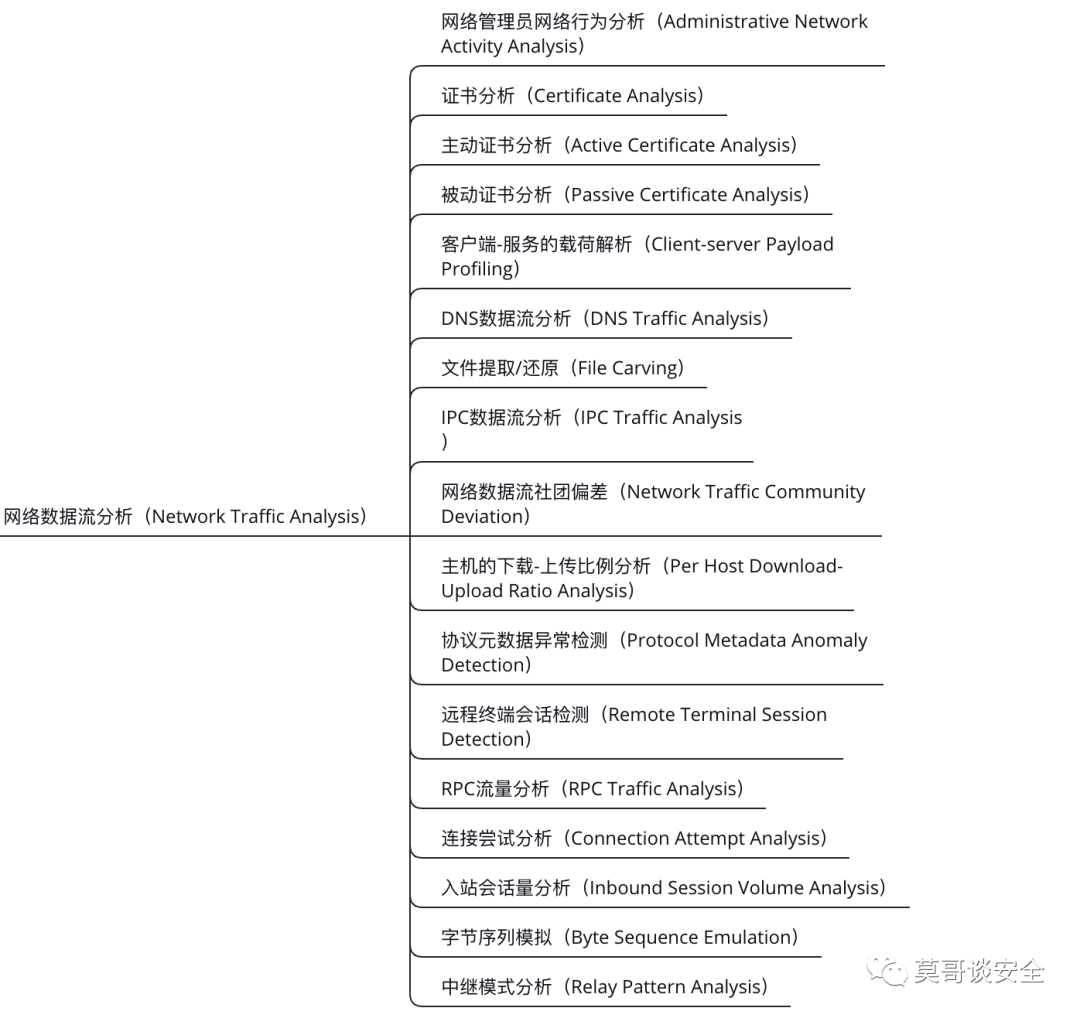 网络管理员网络行为分析（Administrative Network
Activity Analysis）
证书分析（Certificate Analysis）
主动证书分析（Active Certificate Analysis）
被动证书分析（Passive Certificate Analysis）
客户端-服务的载荷解析（Client-server Payload
Profiling）
DNS数据流分析（DNS Traffic Analysis）
文件提取/还原（File Carving）
IPC数据流分析（IPC Traffic Analysis
）
网络数据流社团偏差（Network Traffic Community
Deviation）
网络数据流分析（Network Traffic Analysis）
主机的下载-上传比例分析（Per Host Download-
Upload Ratio Analysis）
协议元数据异常检测（Protocol Metadata Anomaly
Detection）
远程终端会话检测（Remote Terminal Session
Detection）
RPC流量分析（RPC Traffic Analysis）
连接尝试分析（Connection Attempt Analysis）
入站会话量分析（Inbound Session Volume Analysis）
字节序列模拟（Byte Sequence Emulation）
中继模式分析（Relay Pattern Analysis）
莫哥谈安全